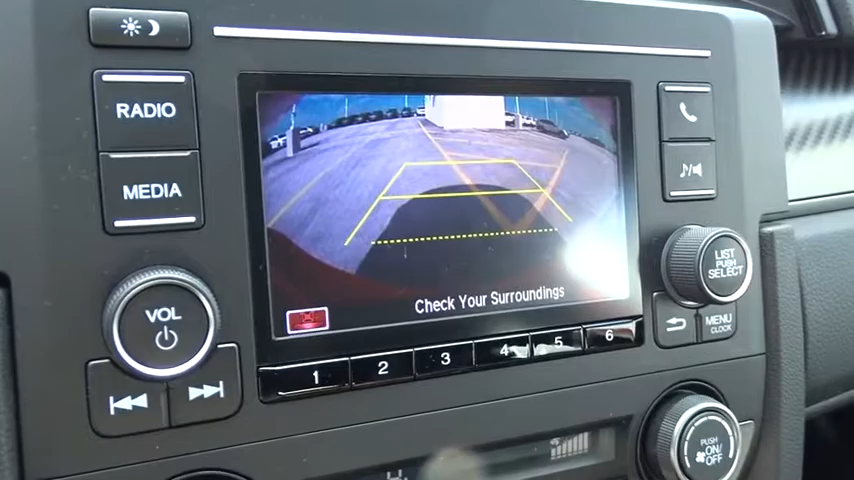 RADIO
MEDIA
VOL
Check Your Surroundings
1 2 3 4 5 6
LIST
PUSH
SELECT
MENU
CLOCK
PUSH
ON
OFF